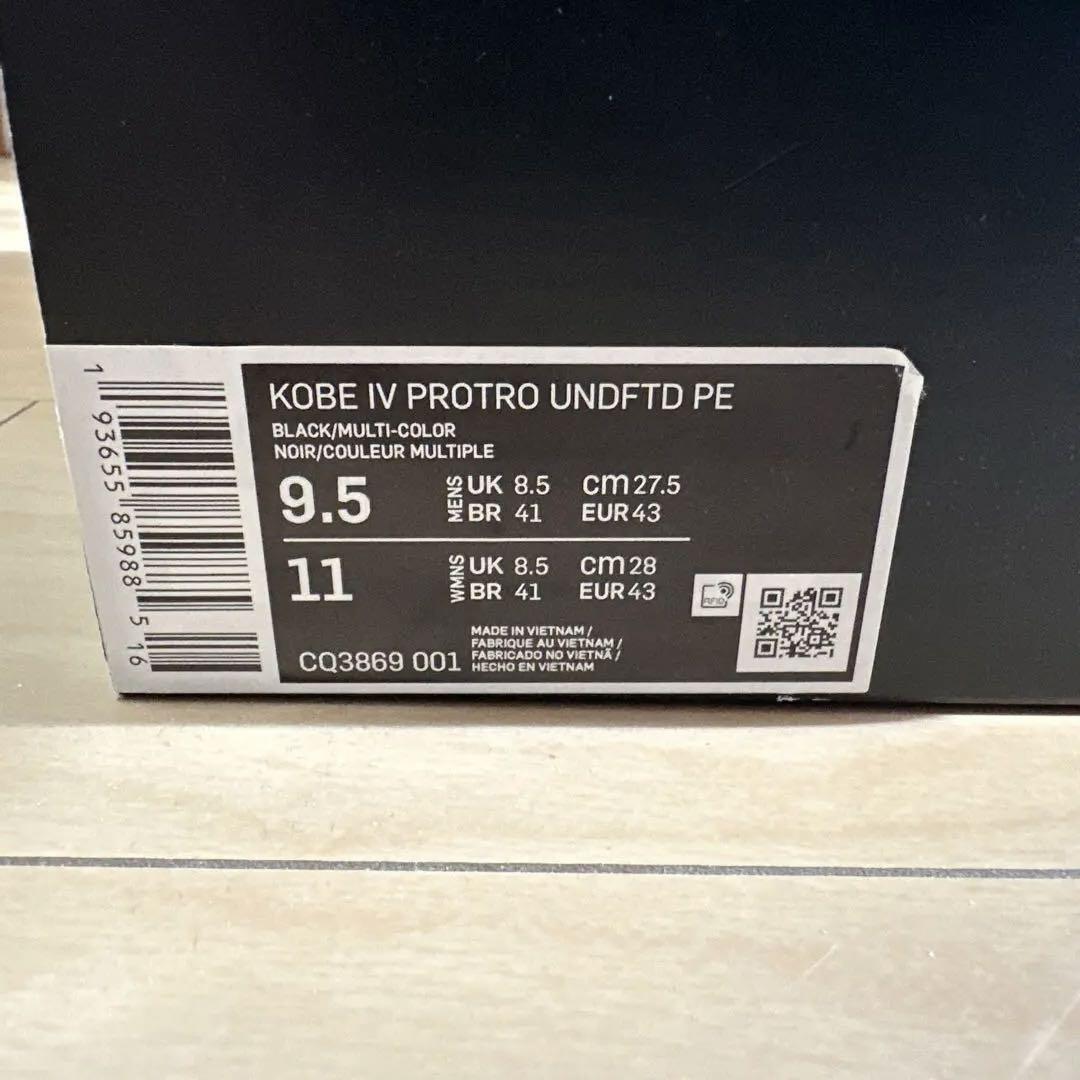 KOBE IV PROTRO UNDFTD PE
BLACK/MULTI-COLOR
NOIR/COULEUR MULTIPLE
9.5 MENS UK 8.5 cm 27.5
BR 41 EUR 43
11 WMNS UK 8.5 cm 28
BR 41 EUR 43
RFID
CQ3869 001
MADE IN VIETNAM /
FABRIQUE AU VIETNAM /
FABRICADO NO VIETNÃ /
HECHO EN VIETNAM
1 93655 85988 5 16